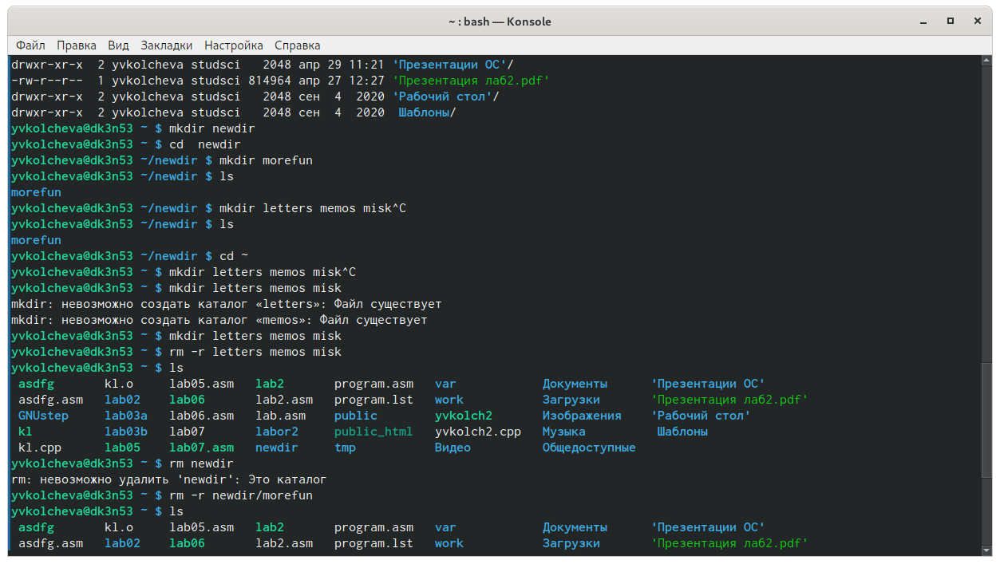 ~ : bash — Konsole
Файл Правка Вид Закладки Настройка Справка
drwxr-xr-x  2 yvkolcheva studsci   2048 апр 29 11:21 'Презентации ОС'/
-rw-r--r--  1 yvkolcheva studsci 814964 апр 27 12:27 'Презентация лаб2.pdf'
drwxr-xr-x  2 yvkolcheva studsci   2048 сен  4  2020 'Рабочий стол'/
drwxr-xr-x  2 yvkolcheva studsci   2048 сен  4  2020  Шаблоны/
yvkolcheva@dk3n53 ~ $ mkdir newdir
yvkolcheva@dk3n53 ~ $ cd  newdir
yvkolcheva@dk3n53 ~/newdir $ mkdir morefun
yvkolcheva@dk3n53 ~/newdir $ ls
morefun
yvkolcheva@dk3n53 ~/newdir $ mkdir letters memos misk^C
yvkolcheva@dk3n53 ~/newdir $ ls
morefun
yvkolcheva@dk3n53 ~/newdir $ cd ~
yvkolcheva@dk3n53 ~ $ mkdir letters memos misk^C
yvkolcheva@dk3n53 ~ $ mkdir letters memos misk
mkdir: невозможно создать каталог «letters»: Файл существует
mkdir: невозможно создать каталог «memos»: Файл существует
yvkolcheva@dk3n53 ~ $ mkdir letters memos misk
yvkolcheva@dk3n53 ~ $ rm -r letters memos misk
yvkolcheva@dk3n53 ~ $ ls
asdfg       kl.o     lab05.asm   lab2       program.asm   var          Документы      'Презентации ОС'
asdfg.asm   lab02    lab06       lab2.asm   program.lst   work         Загрузки       'Презентация лаб2.pdf'
GNUstep     lab03a   lab06.asm   lab.asm    public        yvkolch2     Изображения    'Рабочий стол'
kl          lab03b   lab07       labor2     public_html   yvkolch2.cpp   Музыка          Шаблоны
kl.cpp      lab05    lab07.asm   newdir     tmp           Видео        Общедоступные
yvkolcheva@dk3n53 ~ $ rm newdir
rm: невозможно удалить 'newdir': Это каталог
yvkolcheva@dk3n53 ~ $ rm -r newdir/morefun
yvkolcheva@dk3n53 ~ $ ls
asdfg       kl.o     lab05.asm   lab2       program.asm   var          Документы      'Презентации ОС'
asdfg.asm   lab02    lab06       lab2.asm   program.lst   work         Загрузки       'Презентация лаб2.pdf'